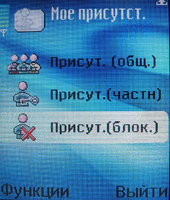 Мое присутст.
Присут. (общ.)
Присут.(частн)
Присут.(блок.)
Функции Выйти